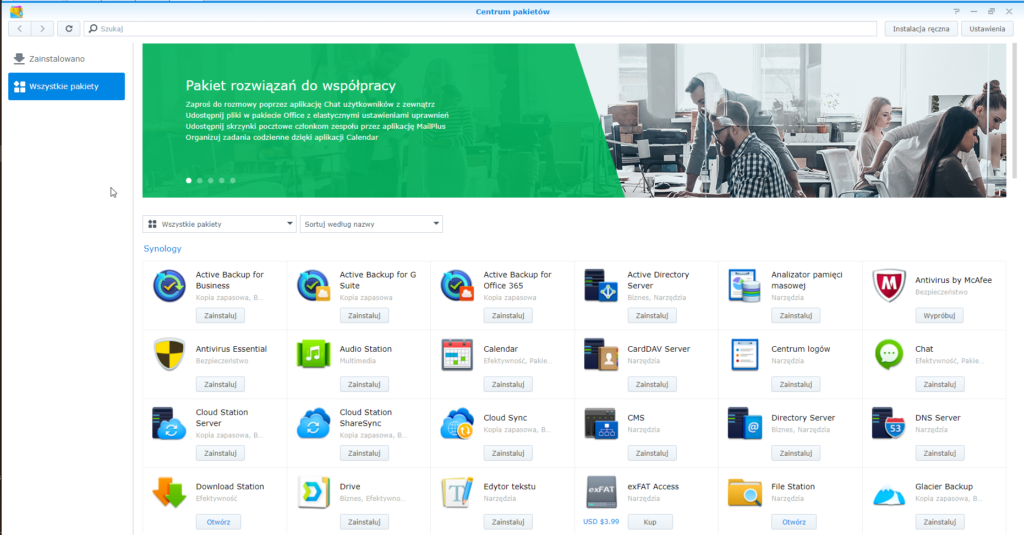 Centrum pakietów
Szukaj
Instalacja ręczna
Ustawienia
Zainstalowano
Wszystkie pakiety
Pakiet rozwiązań do współpracy
Zaproś do rozmowy poprzez aplikację Chat użytkowników z zewnątrz
Udostępnij pliki w pakiecie Office z elastycznymi ustawieniami uprawnień
Udostępnij skrzynki pocztowe członkom zespołu przez aplikację MailPlus
Organizuj zadania codzienne dzięki aplikacji Calendar
Wszystkie pakiety
Sortuj według nazwy
Synology
Active Backup for
Business
Kopia zapasowa, B...
Zainstaluj
Active Backup for G
Suite
Kopia zapasowa
Zainstaluj
Active Backup for
Office 365
Kopia zapasowa
Zainstaluj
Active Directory
Server
Biznes, Narzędzia
Zainstaluj
Analizator pamięci
masowej
Narzędzia
Zainstaluj
Antivirus by McAfee
Bezpieczeństwo
Wypróbuj
Antivirus Essential
Bezpieczeństwo
Zainstaluj
Audio Station
Multimedia
Zainstaluj
Calendar
Efektywność, Pakie...
Zainstaluj
CardDAV Server
Narzędzia
Zainstaluj
Centrum logów
Narzędzia
Zainstaluj
Chat
Efektywność, Pakie...
Zainstaluj
Cloud Station
Server
Kopia zapasowa, B...
Zainstaluj
Cloud Station
ShareSync
Kopia zapasowa, B...
Zainstaluj
Cloud Sync
Kopia zapasowa, B...
Zainstaluj
CMS
Narzędzia
Zainstaluj
@
Directory Server
Biznes, Narzędzia
Zainstaluj
53
DNS Server
Narzędzia
Zainstaluj
Download Station
Efektywność
Otwórz
Drive
Biznes, Efektywno...
Zainstaluj
Edytor tekstu
Narzędzia
Zainstaluj
exFAT
exFAT Access
Narzędzia
USD $3.99
Kup
File Station
Narzędzia
Otwórz
Glacier Backup
Kopia zapasowa, B...
Zainstaluj